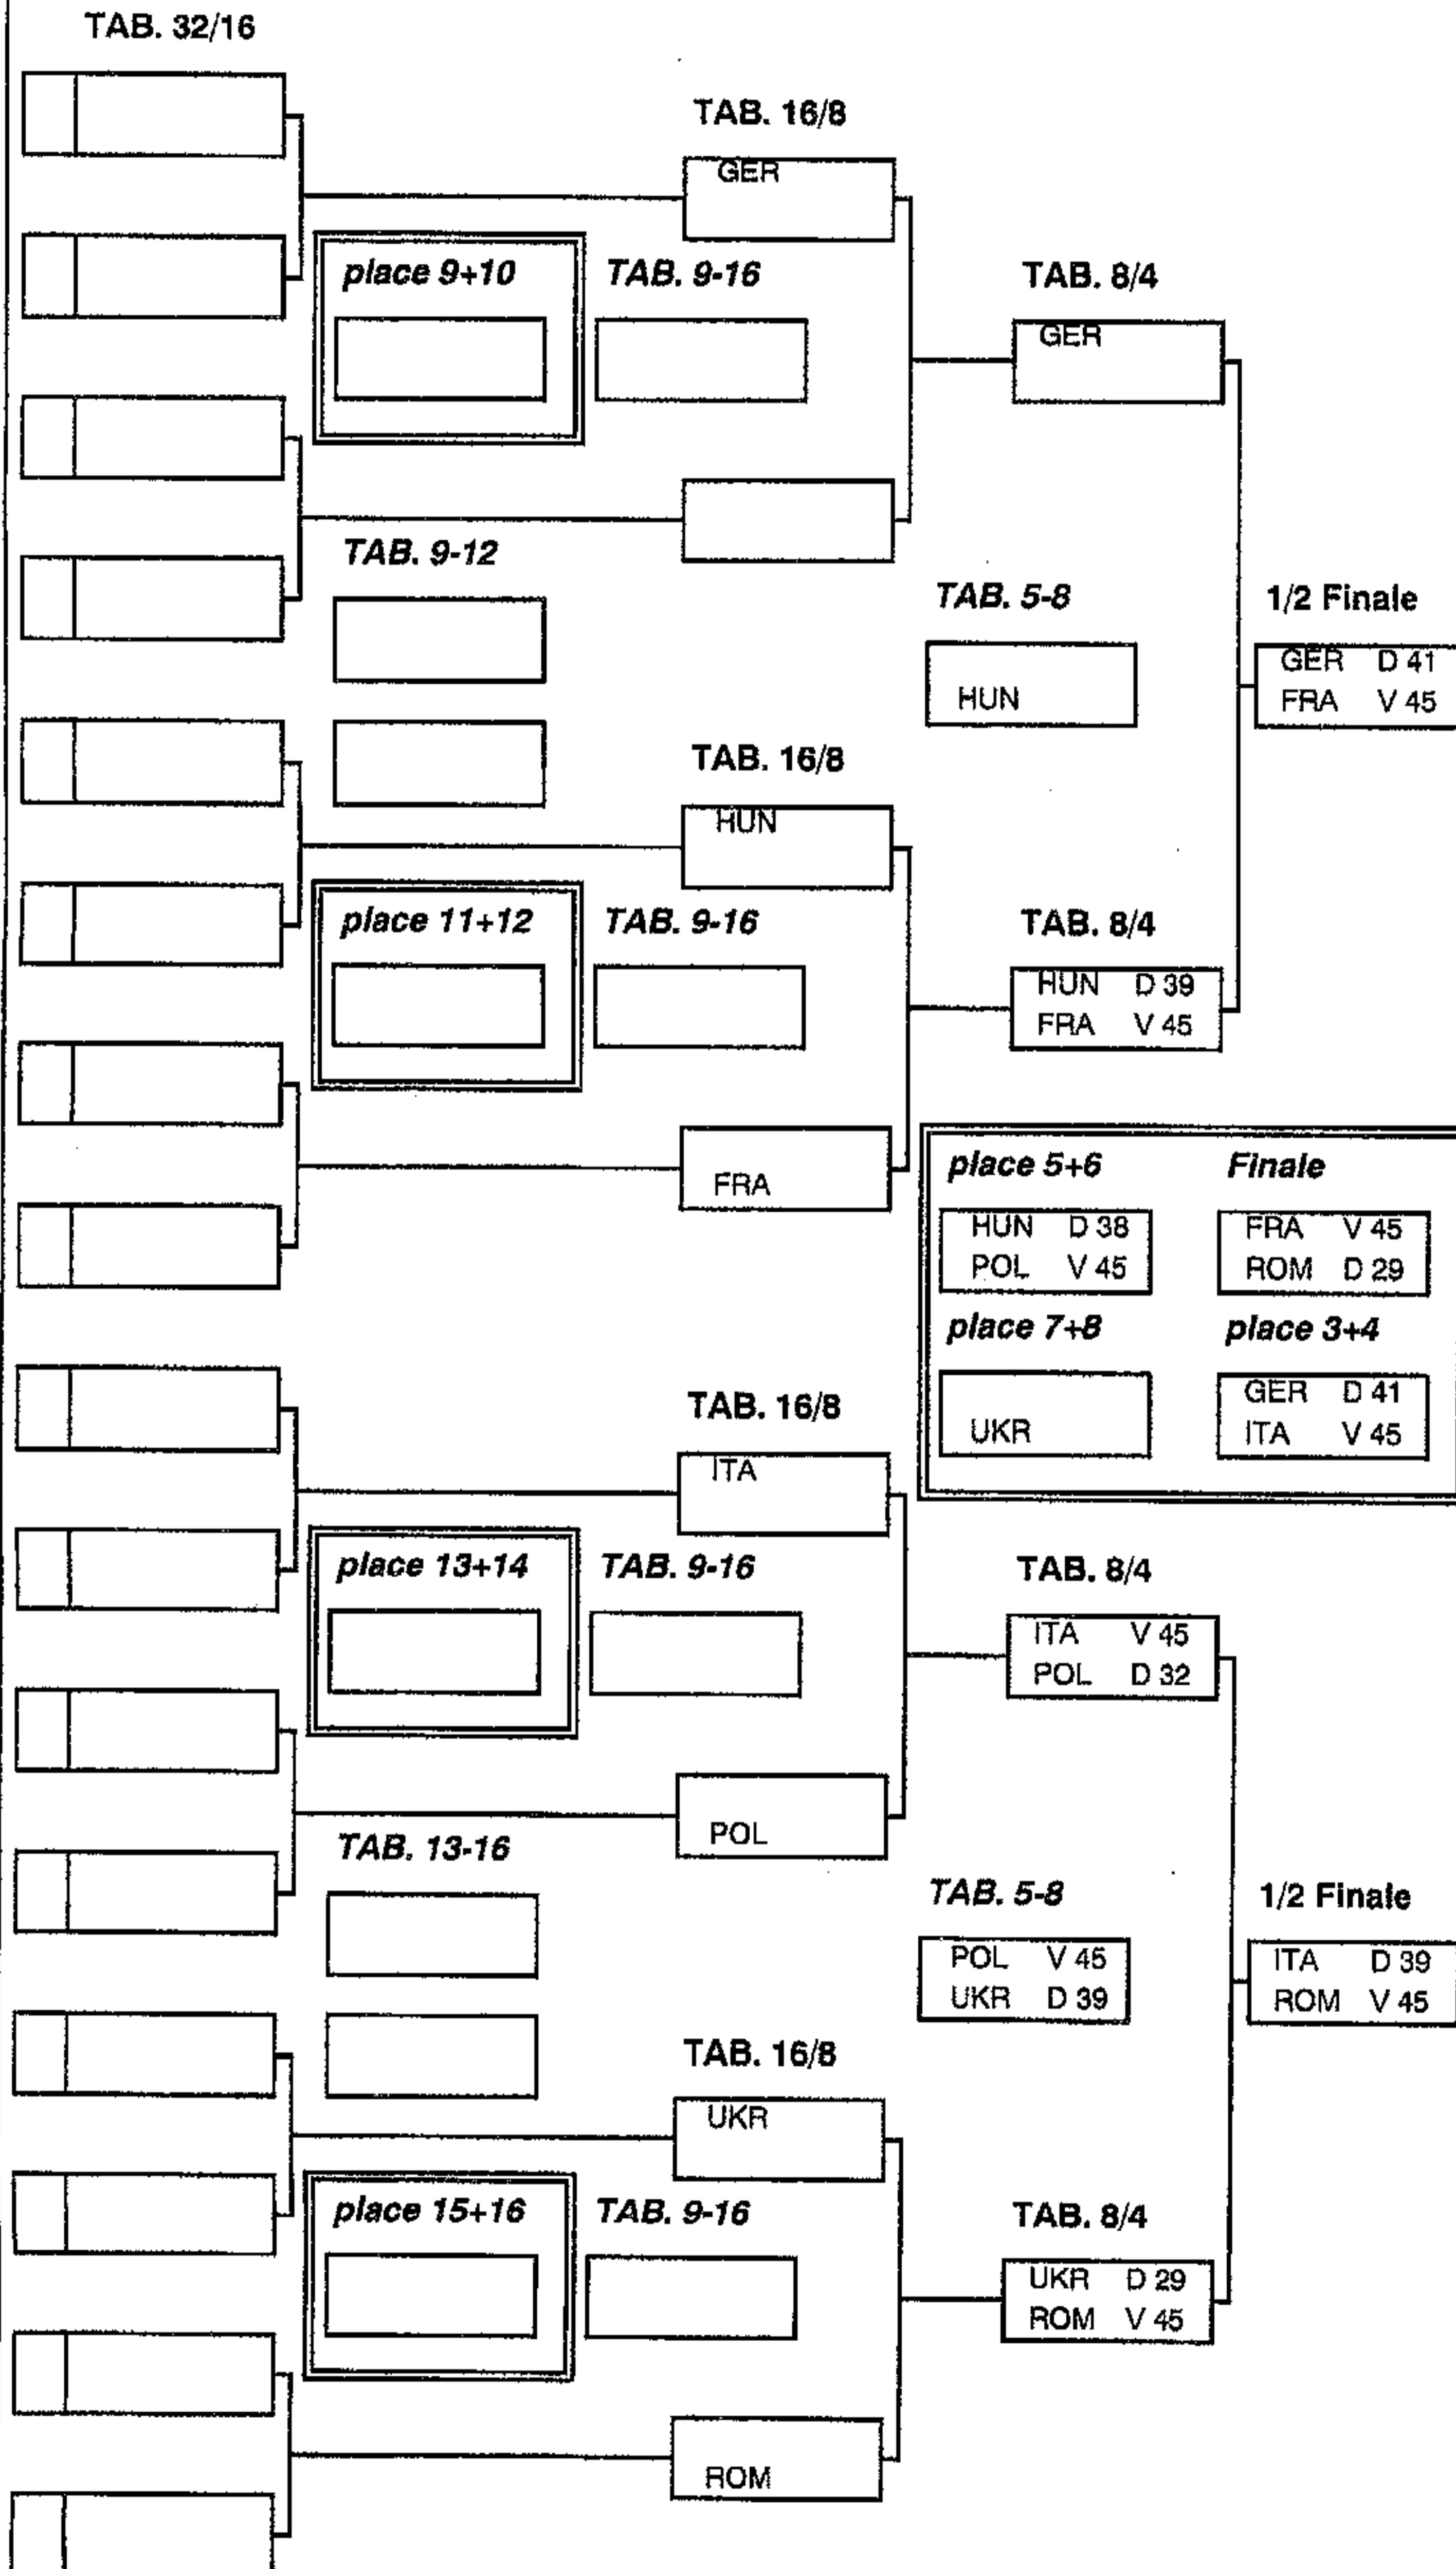 TAB. 32/16
TAB. 16/8
GER
place 9+10
TAB. 9-16
TAB. 8/4
GER
TAB. 9-12
TAB. 5-8
HUN
1/2 Finale
GER D 41
FRA V 45
TAB. 16/8
HUN
place 11+12
TAB. 9-16
TAB. 8/4
HUN D 39
FRA V 45
FRA
place 5+6
HUN D 38
POL V 45
Finale
FRA V 45
ROM D 29
place 7+8
UKR
place 3+4
GER D 41
ITA V 45
TAB. 16/8
ITA
place 13+14
TAB. 9-16
TAB. 8/4
ITA V 45
POL D 32
POL
TAB. 13-16
TAB. 5-8
POL V 45
UKR D 39
1/2 Finale
ITA D 39
ROM V 45
TAB. 16/8
UKR
place 15+16
TAB. 9-16
TAB. 8/4
UKR D 29
ROM V 45
ROM